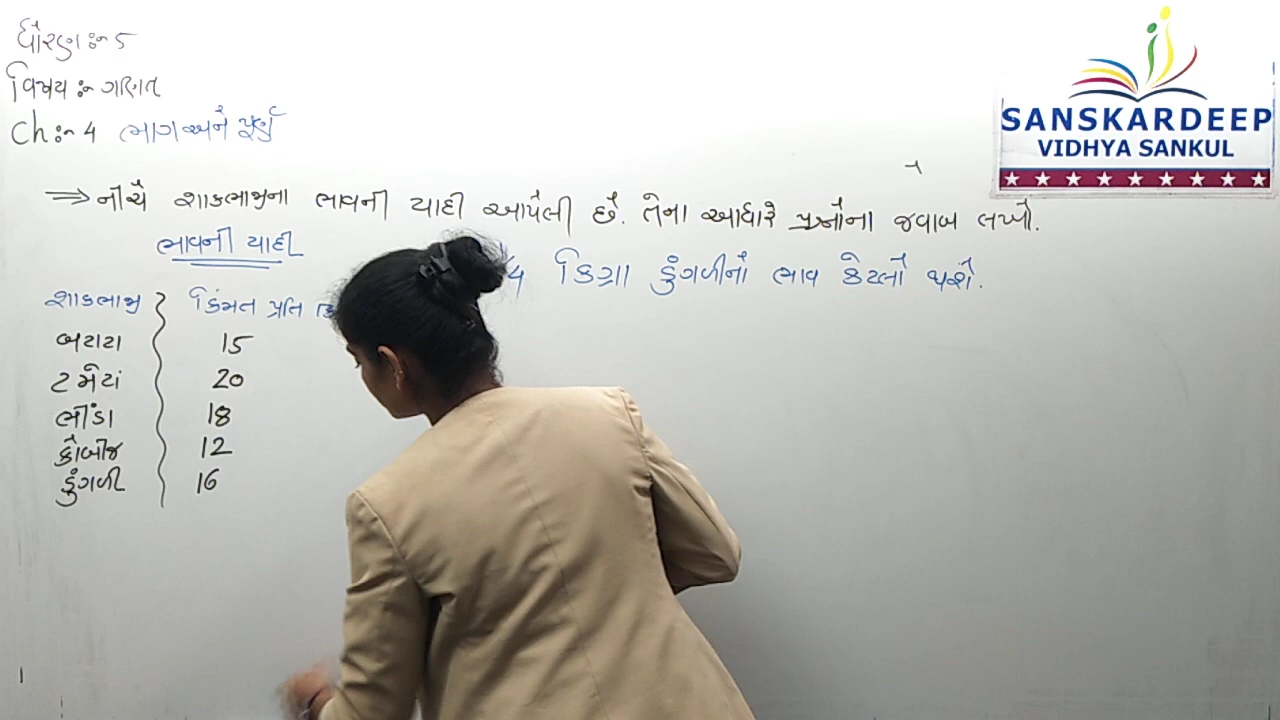 ધોરણ :- 5
વિષય :- ગણિત
Ch :- 4 ભાગ અને પૂર્ણ
SANSKARDEEP
VIDHYA SANKUL
⇒ નીચે શાકભાજીના ભાવની યાદી આપેલી છે. તેના આધારે પ્રશ્નોના જવાબ લખો.
ભાવની યાદી
/4 કિગ્રા ડુંગળીનો ભાવ કેટલો થશે.
શાકભાજી કિંમત પ્રતિ
બટાટા 15
ટમેટાં 20
ભીંડા 18
કોબીજ 12
ડુંગળી 16